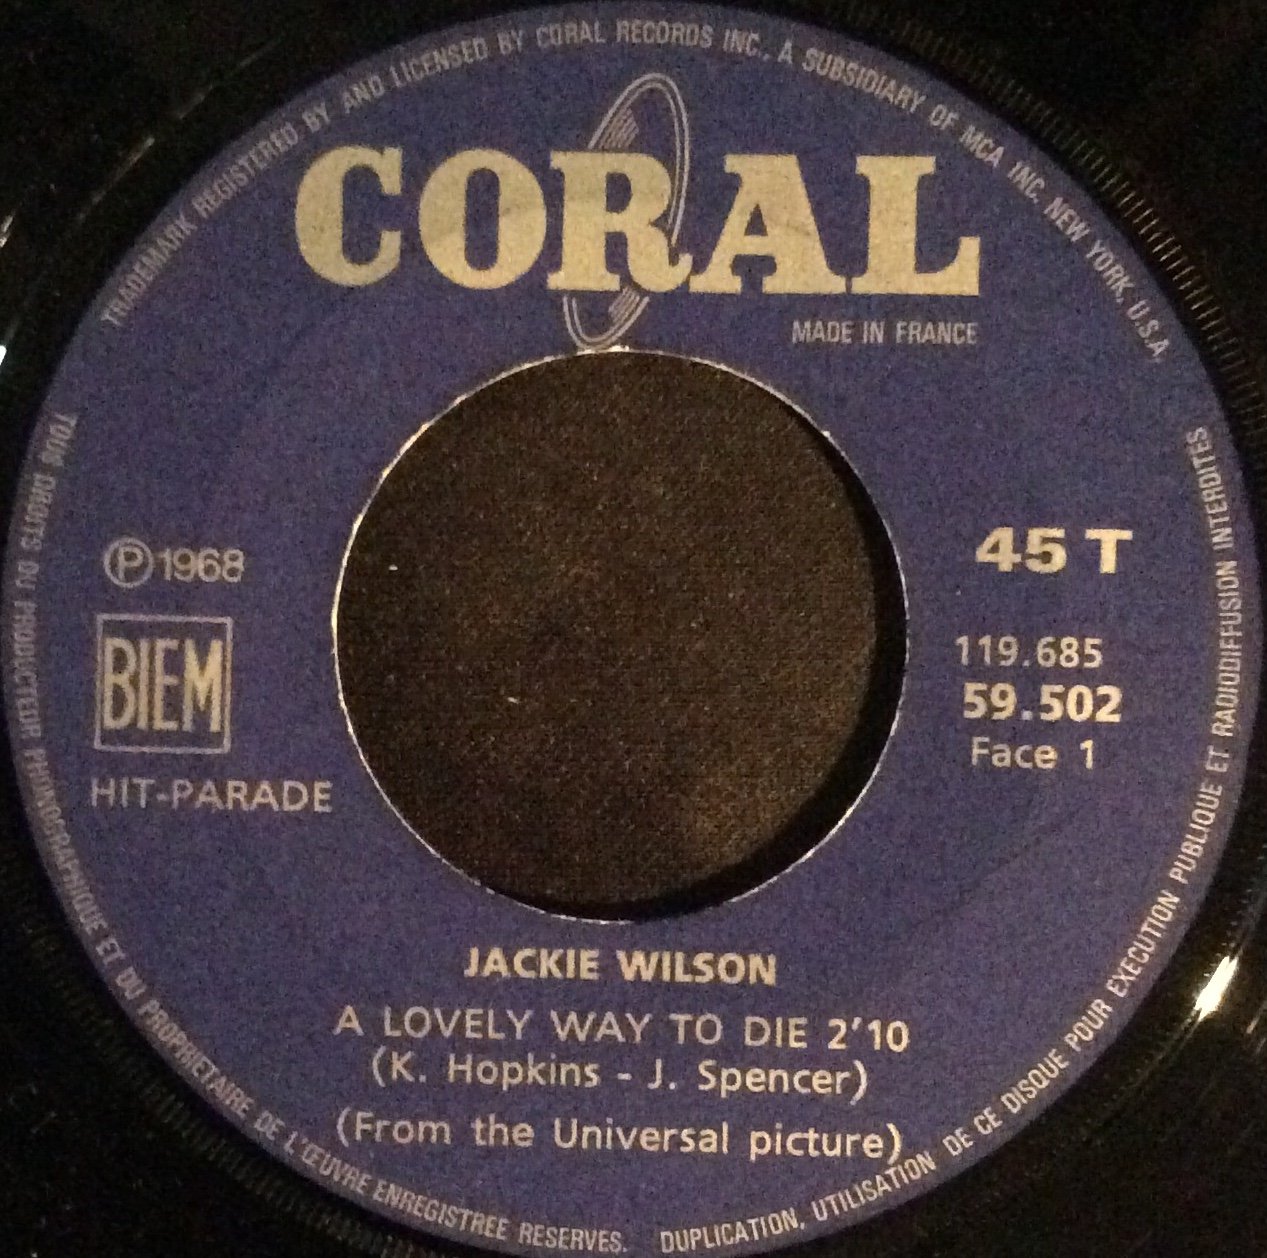 TRADEMARK REGISTERED BY AND LICENSED BY CORAL RECORDS INC., A SUBSIDIARY OF MCA INC. NEW YORK, U.S.A.
CORAL
MADE IN FRANCE
℗ 1968
BIEM
HIT-PARADE
45 T
119.685
59.502
Face 1
JACKIE WILSON
A LOVELY WAY TO DIE 2'10
(K. Hopkins - J. Spencer)
(From the Universal picture)
TOUS DROITS DU PRODUCTEUR PHONOGRAPHIQUE ET DU PROPRIETAIRE DE L'ŒUVRE ENREGISTREE RESERVES. DUPLICATION, UTILISATION DE CE DISQUE POUR EXECUTION PUBLIQUE ET RADIODIFFUSION INTERDITES